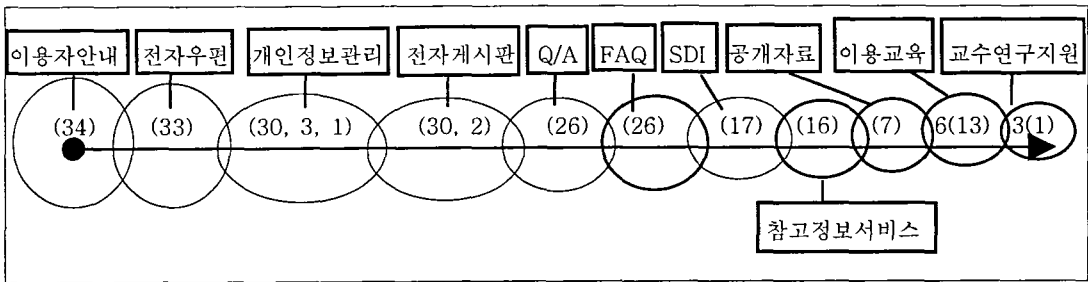 이용자안내 전자우편 개인정보관리 전자게시판 Q/A FAQ SDI 공개자료 이용교육 교수연구지원
(34) (33) (30, 3, 1) (30, 2) (26) (26) (17) (16) (7) 6(13) 3(1)
참고정보서비스